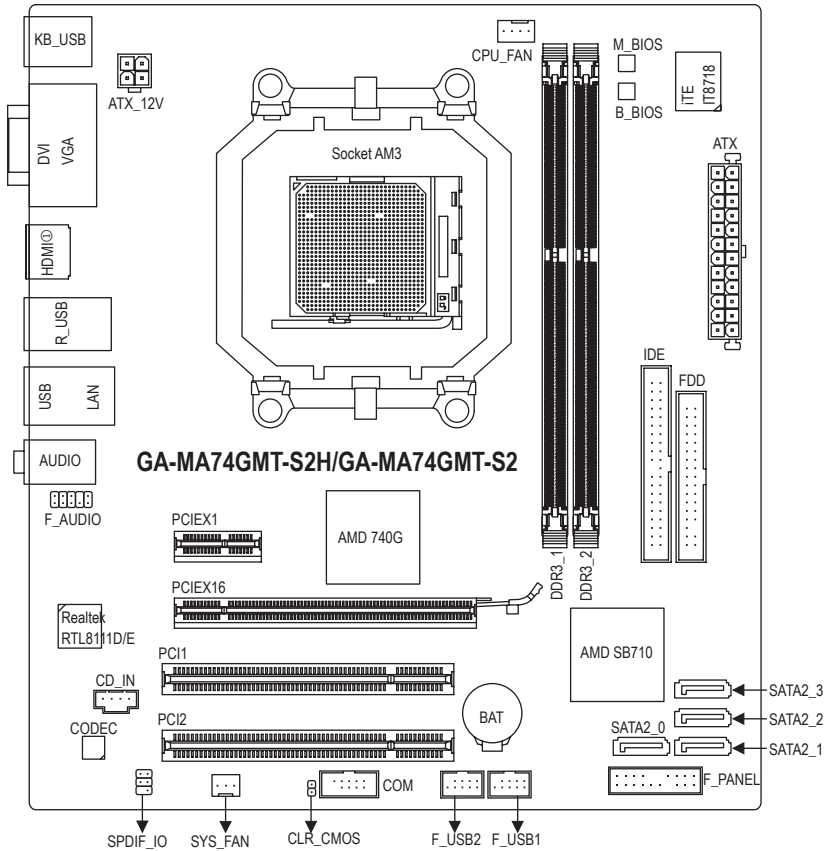 KB_USB
CPU_FAN
M_BIOS
B_BIOS
iTE
IT8718
ATX_12V
DVI
VGA
Socket AM3
ATX
HDMI①
R_USB
IDE
FDD
USB
LAN
AUDIO
GA-MA74GMT-S2H/GA-MA74GMT-S2
F_AUDIO
PCIEX1
AMD 740G
DDR3_1
DDR3_2
PCIEX16
Realtek
RTL8111D/E
AMD SB710
PCI1
CD_IN
SATA2_3
BAT
SATA2_2
CODEC
PCI2
SATA2_0
SATA2_1
COM
F_PANEL
SPDIF_IO
SYS_FAN
CLR_CMOS
F_USB2
F_USB1